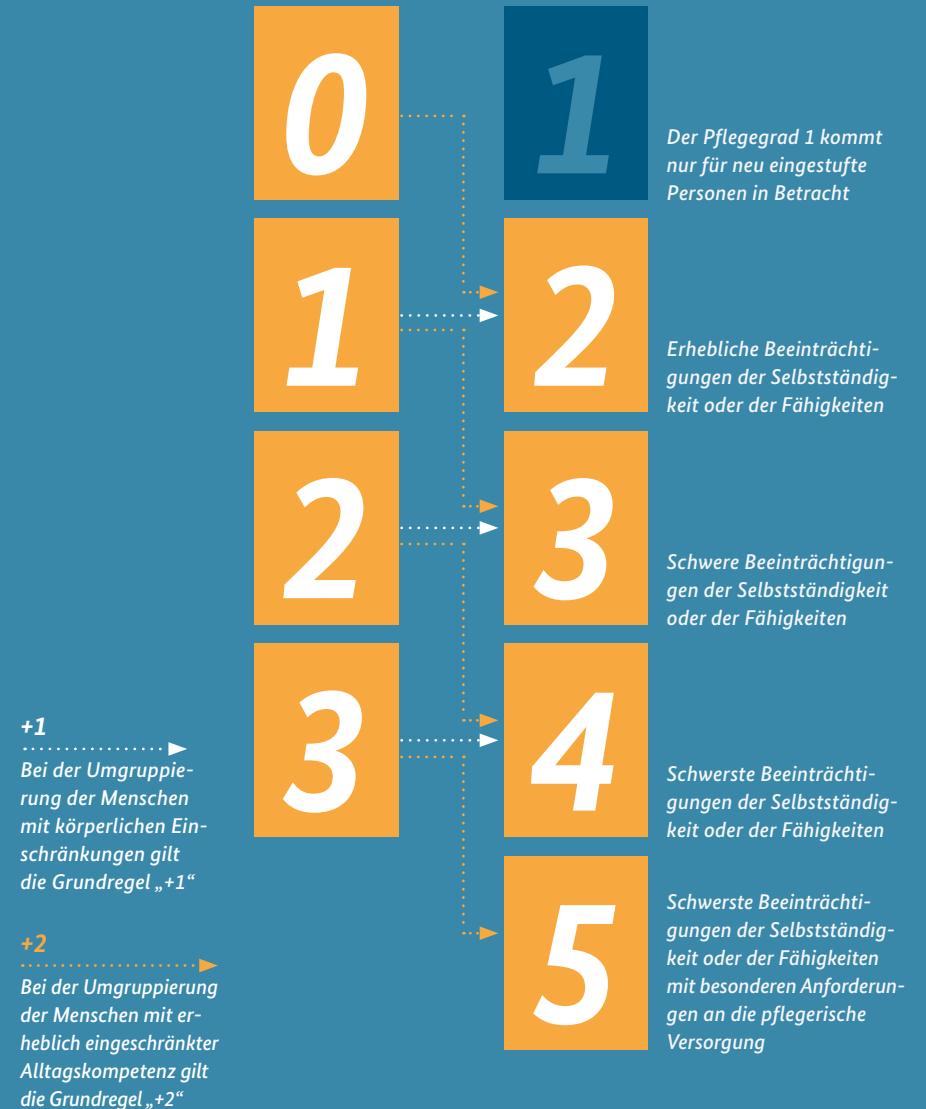 0
1
Der Pflegegrad 1 kommt
nur für neu eingestufte
Personen in Betracht
1
2
Erhebliche Beeinträchti-
gungen der Selbstständig-
keit oder der Fähigkeiten
2
3
Schwere Beeinträchtigun-
gen der Selbstständigkeit
oder der Fähigkeiten
3
4
Schwerste Beeinträchti-
gungen der Selbstständig-
keit oder der Fähigkeiten
5
Schwerste Beeinträchti-
gungen der Selbstständig-
keit oder der Fähigkeiten
mit besonderen Anforderun-
gen an die pflegerische
Versorgung
+1
Bei der Umgruppie-
rung der Menschen
mit körperlichen Ein-
schränkungen gilt
die Grundregel „+1“
+2
Bei der Umgruppierung
der Menschen mit er-
heblich eingeschränkter
Alltagskompetenz gilt
die Grundregel „+2“